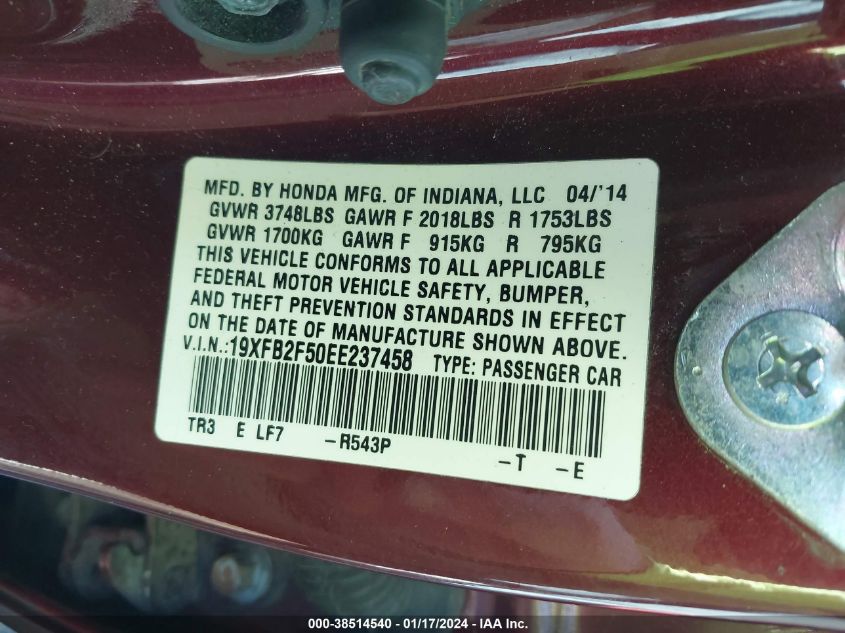 MFD. BY HONDA MFG. OF INDIANA, LLC 04/'14
GVWR 3748LBS GAWR F 2018LBS R 1753LBS
GVWR 1700KG GAWR F 915KG R 795KG
THIS VEHICLE CONFORMS TO ALL APPLICABLE
FEDERAL MOTOR VEHICLE SAFETY, BUMPER,
AND THEFT PREVENTION STANDARDS IN EFFECT
ON THE DATE OF MANUFACTURE SHOWN ABOVE.
V.I.N.:19XFB2F50EE237458 TYPE: PASSENGER CAR
TR3 E LF7 -R543P -T -E
000-38514540 - 01/17/2024 - IAA Inc.